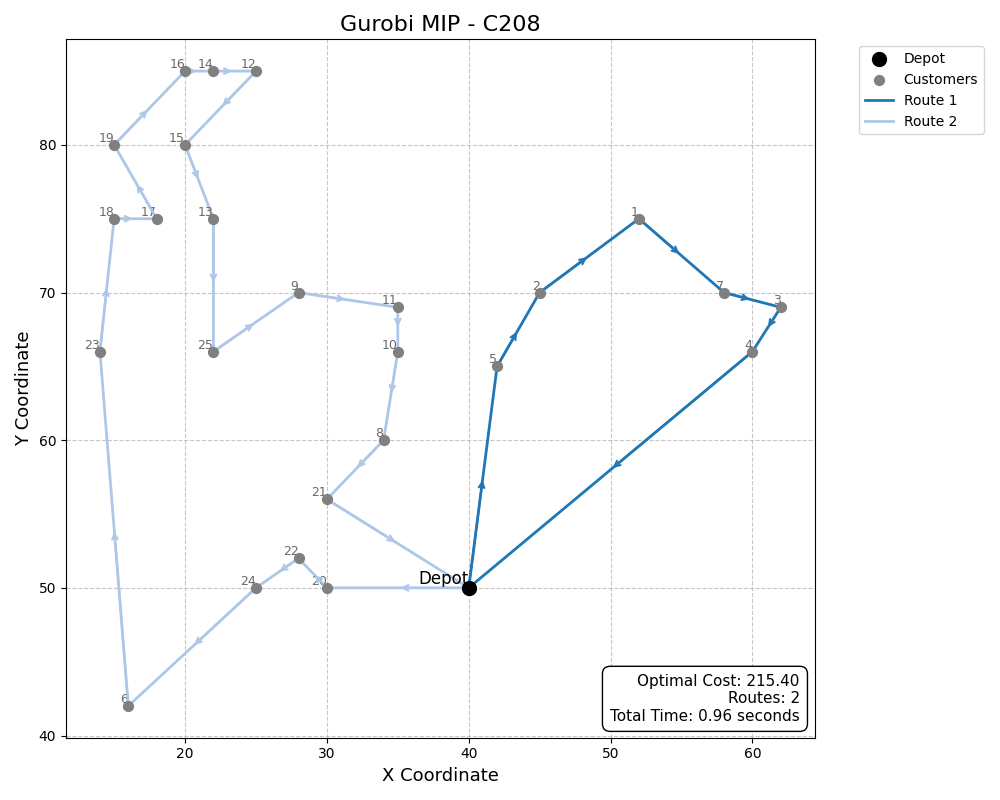 Gurobi MIP - C208
Depot
Customers
Route 1
Route 2
16 14 12
19 15
18 17 13 1
9 2 7 3
11
23 25 10 4
5
8
21
22
24 20 Depot
6
80
70
60
50
40
20 30 40 50 60
Y Coordinate
X Coordinate
Optimal Cost: 215.40
Routes: 2
Total Time: 0.96 seconds